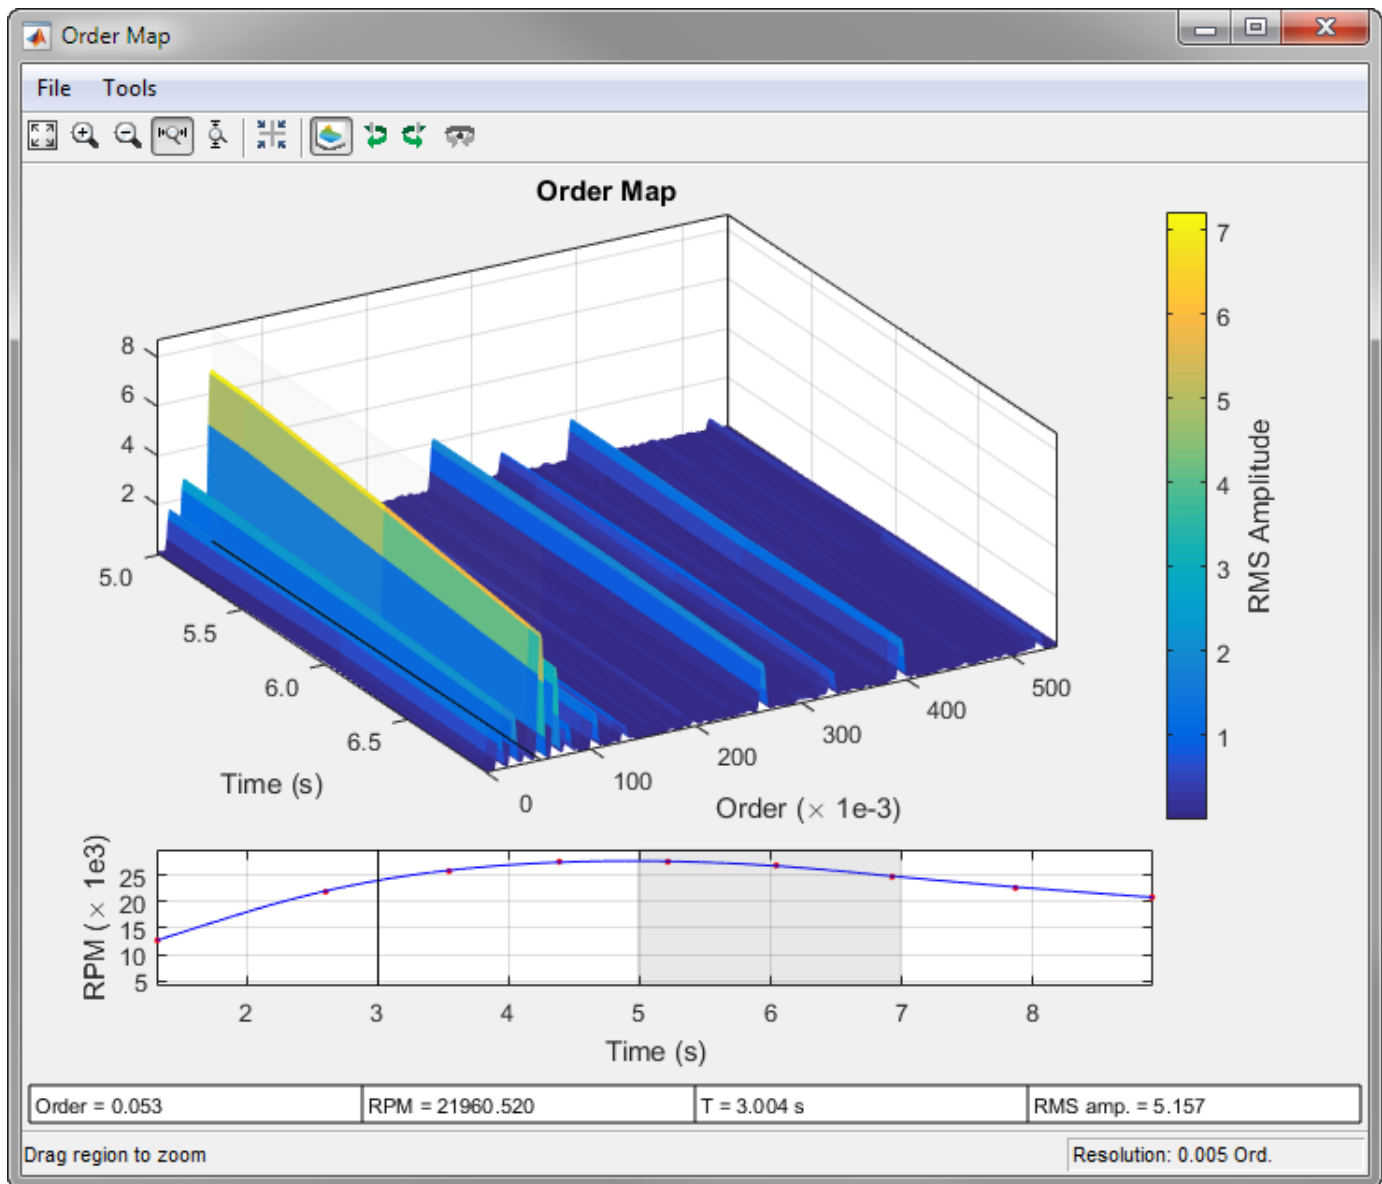 Order Map
File Tools
Order Map
8
6
4
2
5.0
5.5
6.0
6.5
Time (s)
0
100
200
300
400
500
Order (× 1e-3)
7
6
5
4
3
2
1
RMS Amplitude
RPM (× 1e3)
25
20
15
10
5
2 3 4 5 6 7 8
Time (s)
Order = 0.053 RPM = 21960.520 T = 3.004 s RMS amp. = 5.157
Drag region to zoom Resolution: 0.005 Ord.